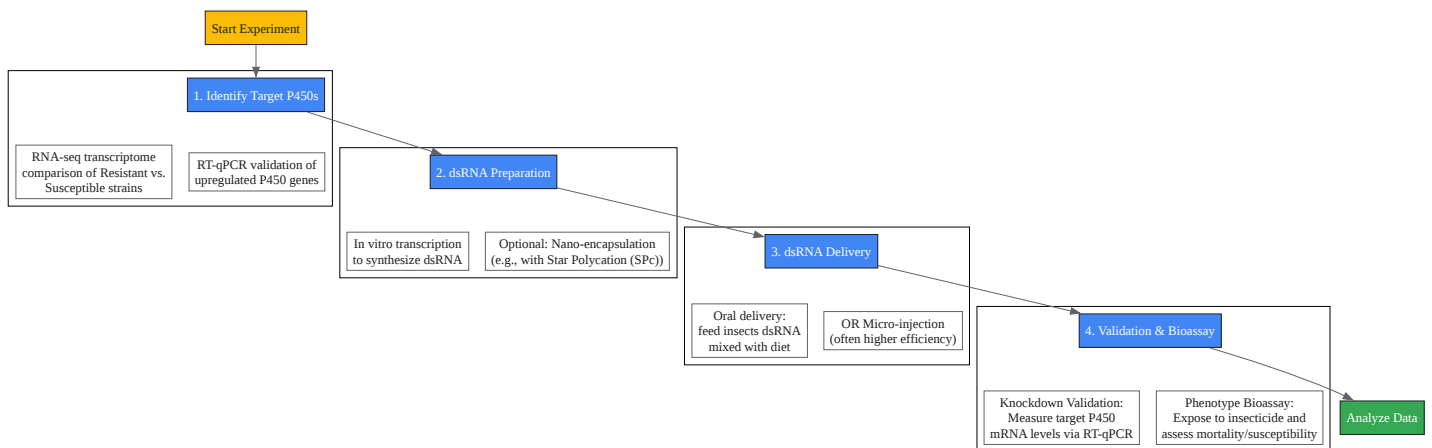 Start Experiment
1. Identify Target P450s
RNA-seq transcriptome
comparison of Resistant vs.
Susceptible strains
RT-qPCR validation of
upregulated P450 genes
2. dsRNA Preparation
In vitro transcription
to synthesize dsRNA
Optional: Nano-encapsulation
(e.g., with Star Polycation (SPc))
3. dsRNA Delivery
Oral delivery:
feed insects dsRNA
mixed with diet
OR Micro-injection
(often higher efficiency)
4. Validation & Bioassay
Knockdown Validation:
Measure target P450
mRNA levels via RT-qPCR
Phenotype Bioassay:
Expose to insecticide and
assess mortality/susceptibility
Analyze Data